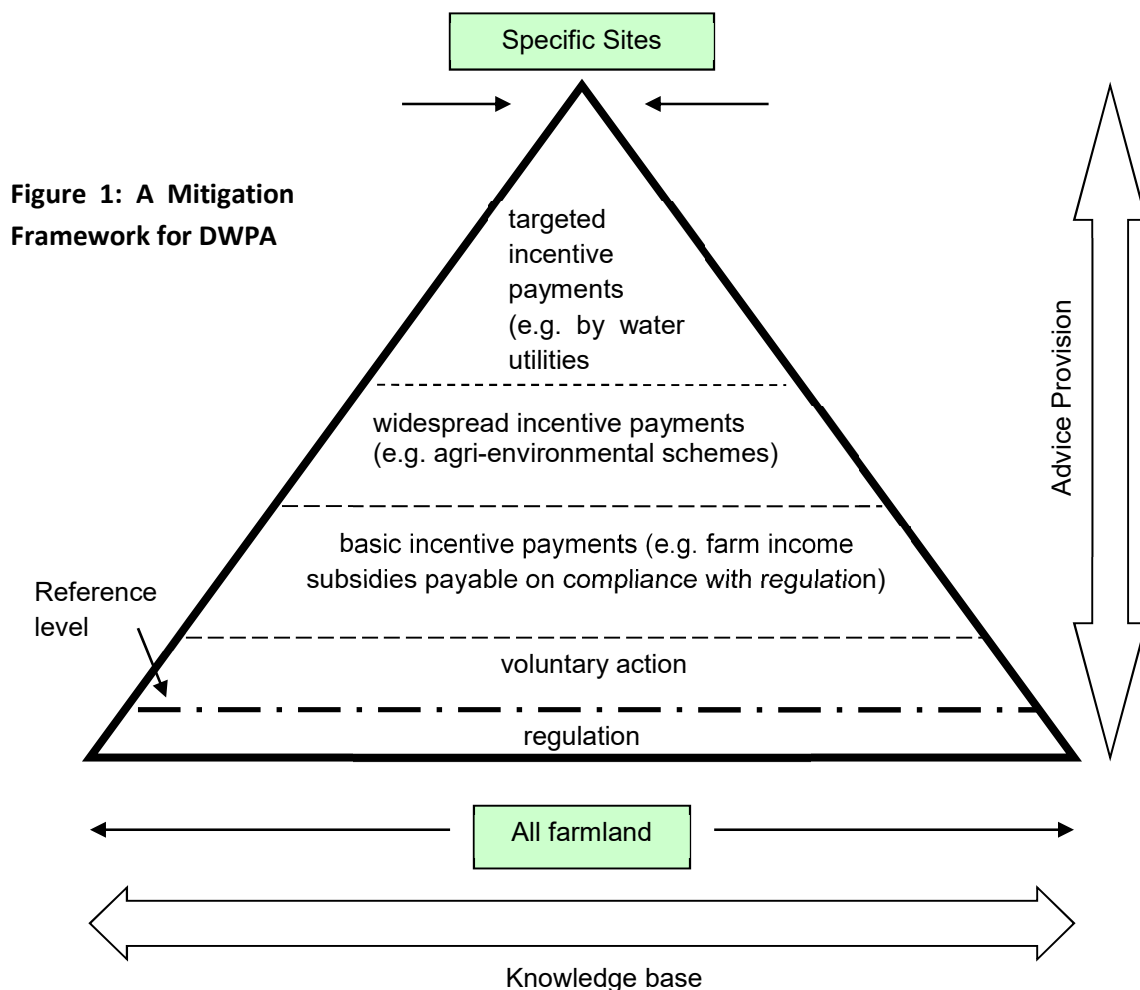 Specific Sites
Figure 1: A Mitigation
Framework for DWPA
targeted
incentive
payments
(e.g. by water
utilities
widespread incentive payments
(e.g. agri-environmental schemes)
Advice Provision
basic incentive payments (e.g. farm income
subsidies payable on compliance with regulation)
Reference
level
voluntary action
regulation
All farmland
Knowledge base